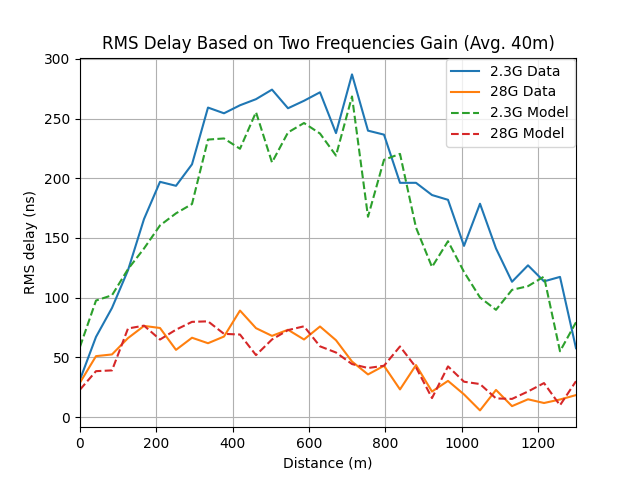 RMS Delay Based on Two Frequencies Gain (Avg. 40m)
2.3G Data
28G Data
2.3G Model
28G Model
RMS delay (ns)
300
250
200
150
100
50
0
0 200 400 600 800 1000 1200
Distance (m)